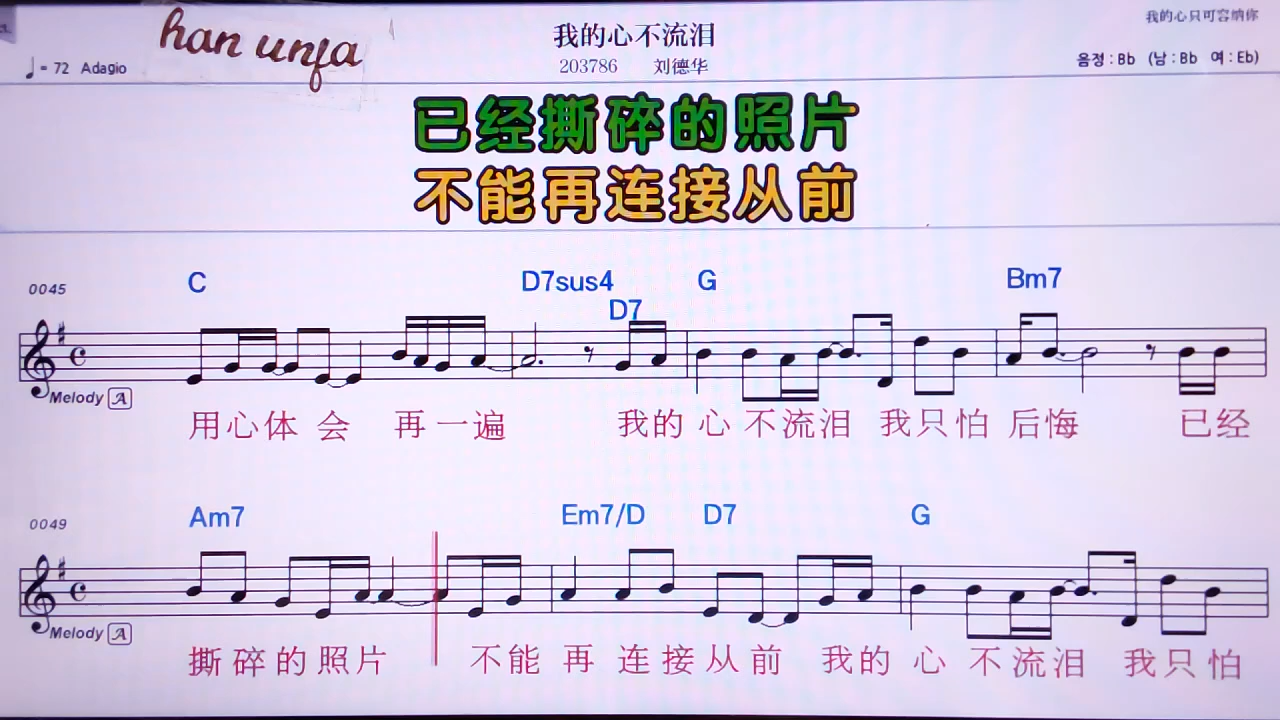 han unfa
我的心不流泪
我的心只可容纳你
♩= 72 Adagio
203786 刘德华
음정 : Bb (남 : Bb 여 : Eb)
已经撕碎的照片
不能再连接从前
0045 C D7sus4 D7 G Bm7
Melody A
用心体会 再一遍 我的心不流泪 我只怕后悔 已经
0049 Am7 Em7/D D7 G
Melody A
撕碎的照片 不能再连接从前 我的心不流泪 我只怕